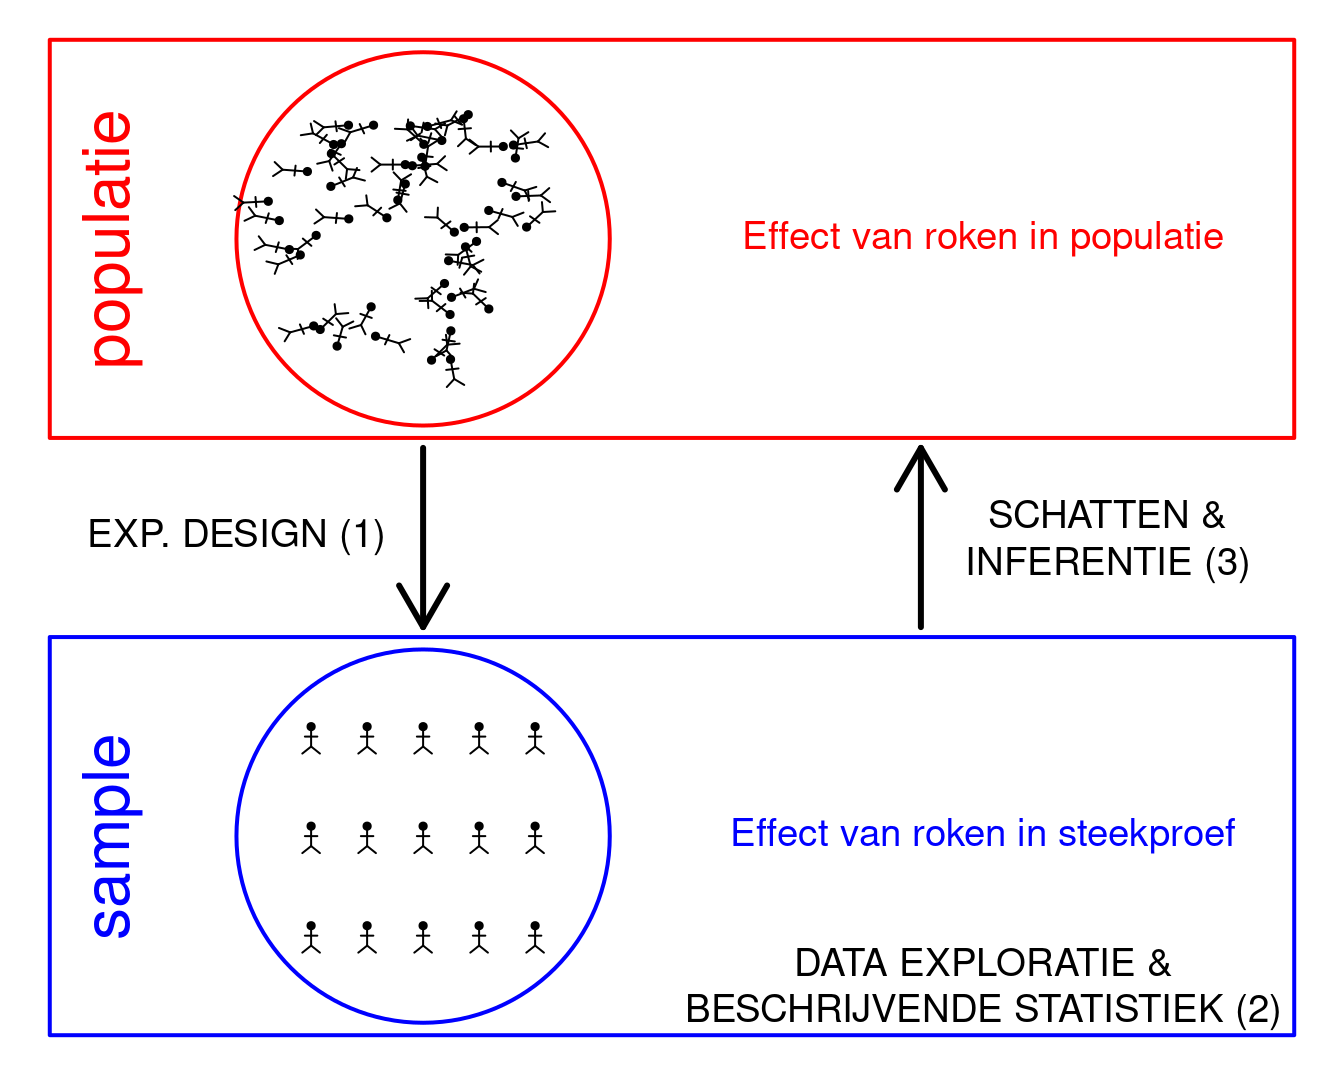 populatie
Effect van roken in populatie
EXP. DESIGN (1)
SCHATTEN &
INFERENTIE (3)
sample
Effect van roken in steekproef
DATA EXPLORATIE &
BESCHRIJVENDE STATISTIEK (2)